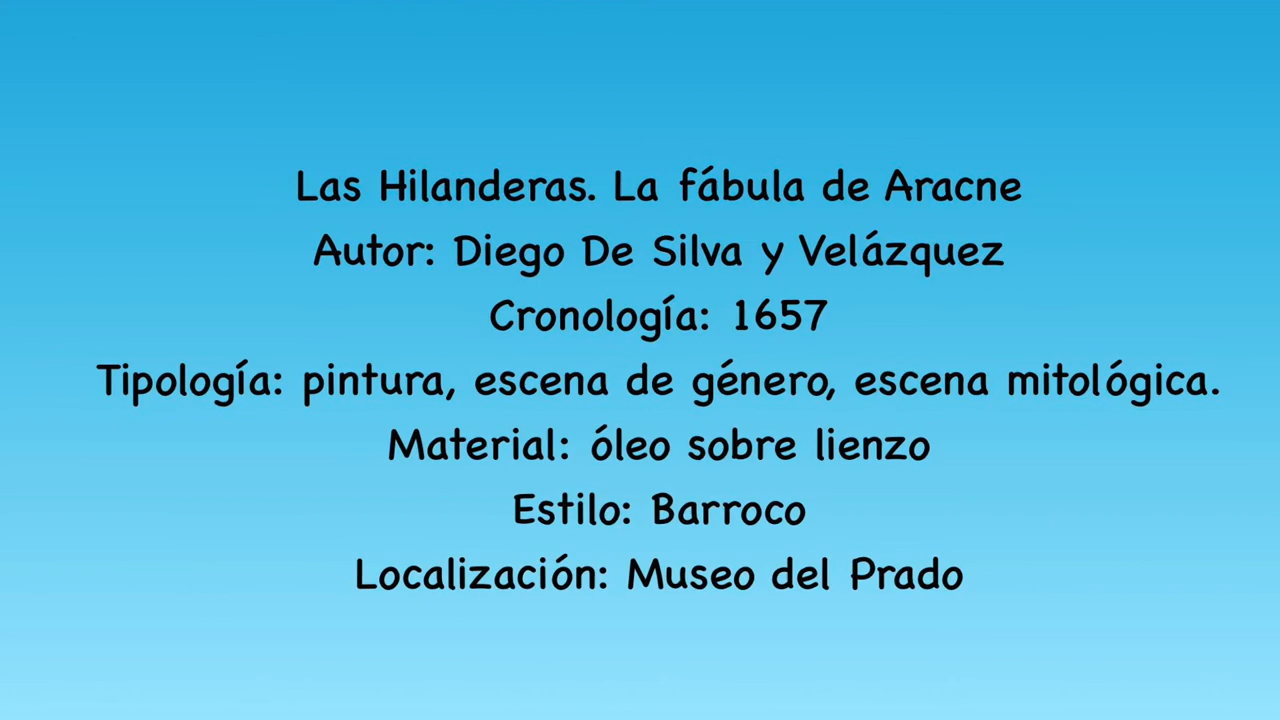 Las Hilanderas. La fábula de Aracne
Autor: Diego De Silva y Velázquez
Cronología: 1657
Tipología: pintura, escena de género, escena mitológica.
Material: óleo sobre lienzo
Estilo: Barroco
Localización: Museo del Prado